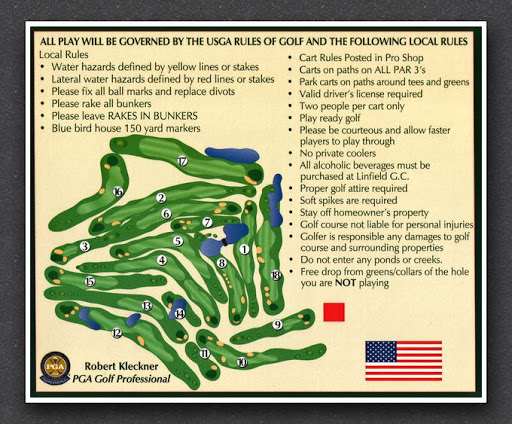 ALL PLAY WILL BE GOVERNED BY THE USGA RULES OF GOLF AND THE FOLLOWING LOCAL RULES
Local Rules
• Water hazards defined by yellow lines or stakes
• Lateral water hazards defined by red lines or stakes
• Please fix all ball marks and replace divots
• Please rake all bunkers
• Please leave RAKES IN BUNKERS
• Blue bird house 150 yard markers
• Cart Rules Posted in Pro Shop
• Carts on paths on ALL PAR 3's
• Park carts on paths around tees and greens
• Valid driver's license required
• Two people per cart only
• Play ready golf
• Please be courteous and allow faster
players to play through
• No private coolers
• All alcoholic beverages must be
purchased at Linfield G.C.
• Proper golf attire required
• Soft spikes are required
• Stay off homeowner's property
• Golf course not liable for personal injuries
• Golfer is responsible any damages to golf
course and surrounding properties
• Do not enter any ponds or creeks.
• Free drop from greens/collars of the hole
you are NOT playing
17
16
2
6
7
3
5
1
4
8
18
15
13
14
12
9
11
10
PGA
Robert Kleckner
PGA Golf Professional